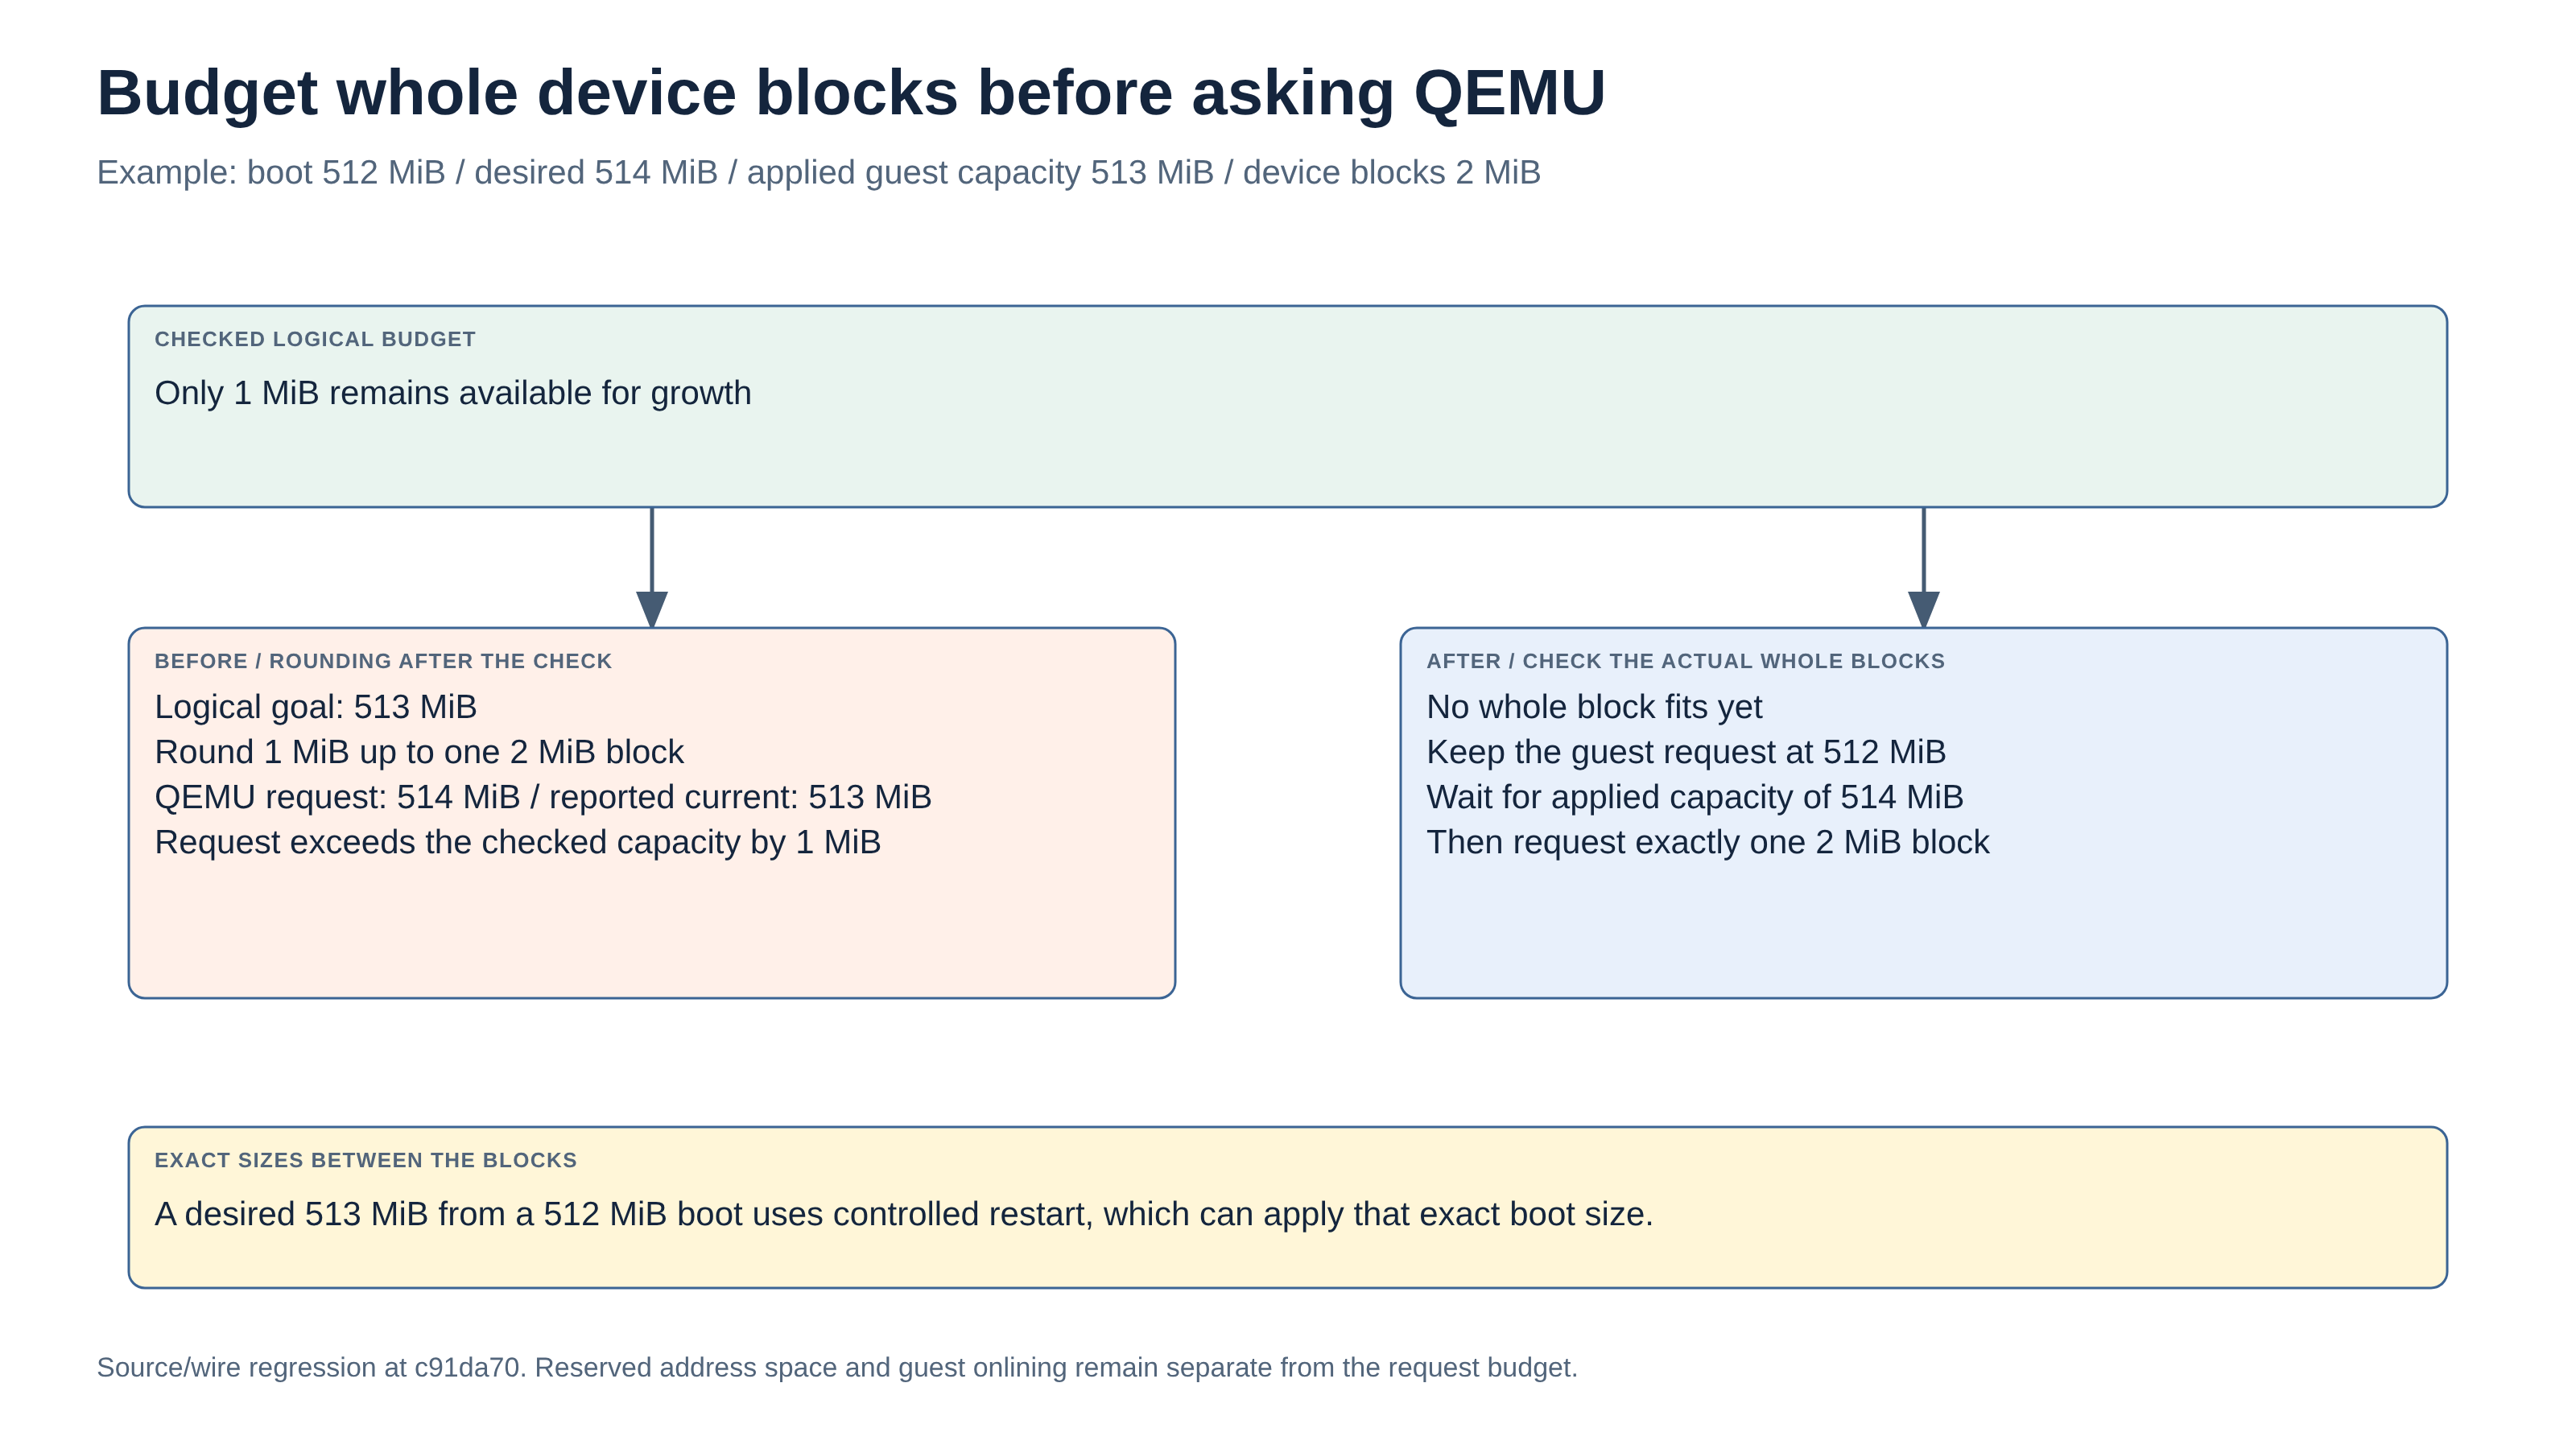 Budget whole device blocks before asking QEMU
Example: boot 512 MiB / desired 514 MiB / applied guest capacity 513 MiB / device blocks 2 MiB
CHECKED LOGICAL BUDGET
Only 1 MiB remains available for growth
BEFORE / ROUNDING AFTER THE CHECK
Logical goal: 513 MiB
Round 1 MiB up to one 2 MiB block
QEMU request: 514 MiB / reported current: 513 MiB
Request exceeds the checked capacity by 1 MiB
AFTER / CHECK THE ACTUAL WHOLE BLOCKS
No whole block fits yet
Keep the guest request at 512 MiB
Wait for applied capacity of 514 MiB
Then request exactly one 2 MiB block
EXACT SIZES BETWEEN THE BLOCKS
A desired 513 MiB from a 512 MiB boot uses controlled restart, which can apply that exact boot size.
Source/wire regression at c91da70. Reserved address space and guest onlining remain separate from the request budget.